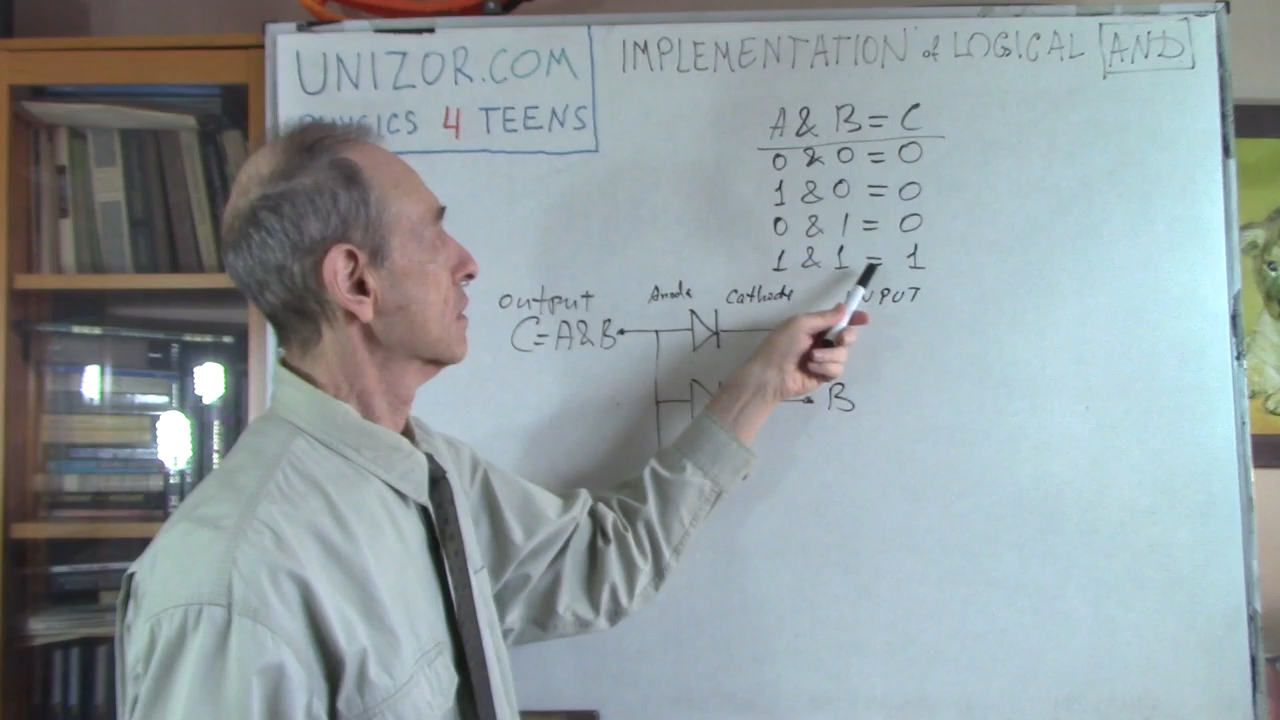 UNIZOR.COM
PHYSICS 4 TEENS
IMPLEMENTATION of LOGICAL AND
A & B = C
0 & 0 = 0
1 & 0 = 0
0 & 1 = 0
1 & 1 = 1
output Anode Cathode
C=A&B
B